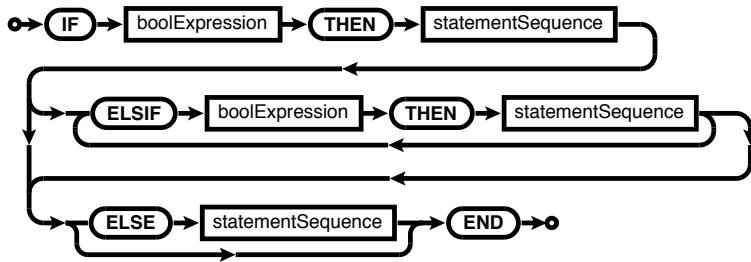 IF boolExpression THEN statementSequence
ELSIF boolExpression THEN statementSequence
ELSE statementSequence END